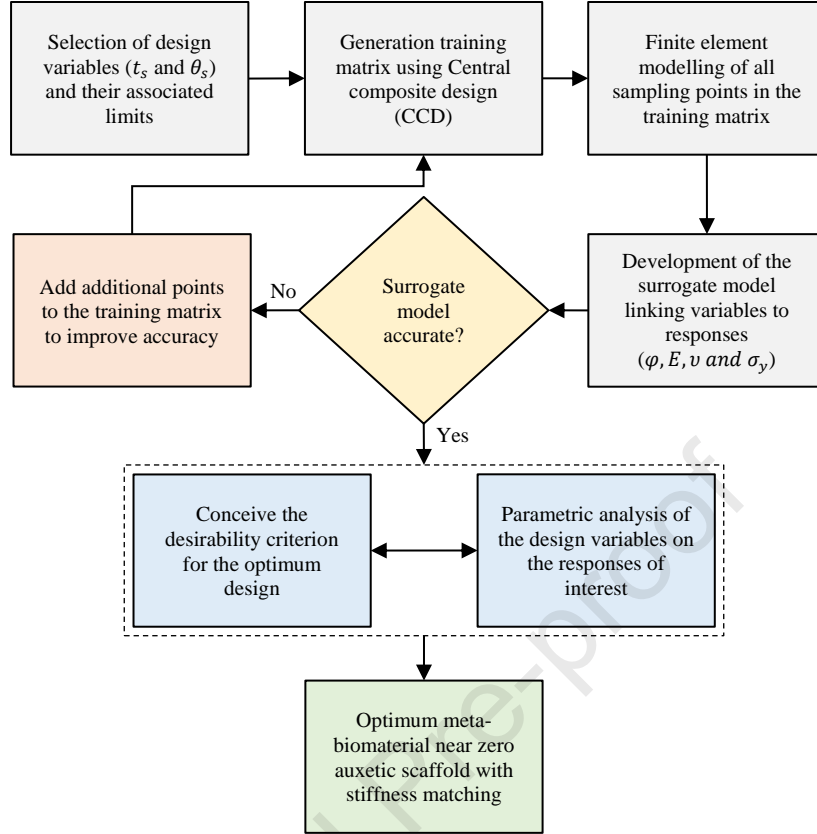 Selection of design
variables (t_s and θ_s)
and their associated
limits
Generation training
matrix using Central
composite design
(CCD)
Finite element
modelling of all
sampling points in the
training matrix
Add additional points
to the training matrix
to improve accuracy
No
Surrogate
model
accurate?
Development of the
surrogate model
linking variables to
responses
(φ, E, υ and σ_y)
Yes
Conceive the
desirability criterion
for the optimum
design
Parametric analysis of
the design variables on
the responses of
interest
Optimum meta-
biomaterial near zero
auxetic scaffold with
stiffness matching
Pre-proof